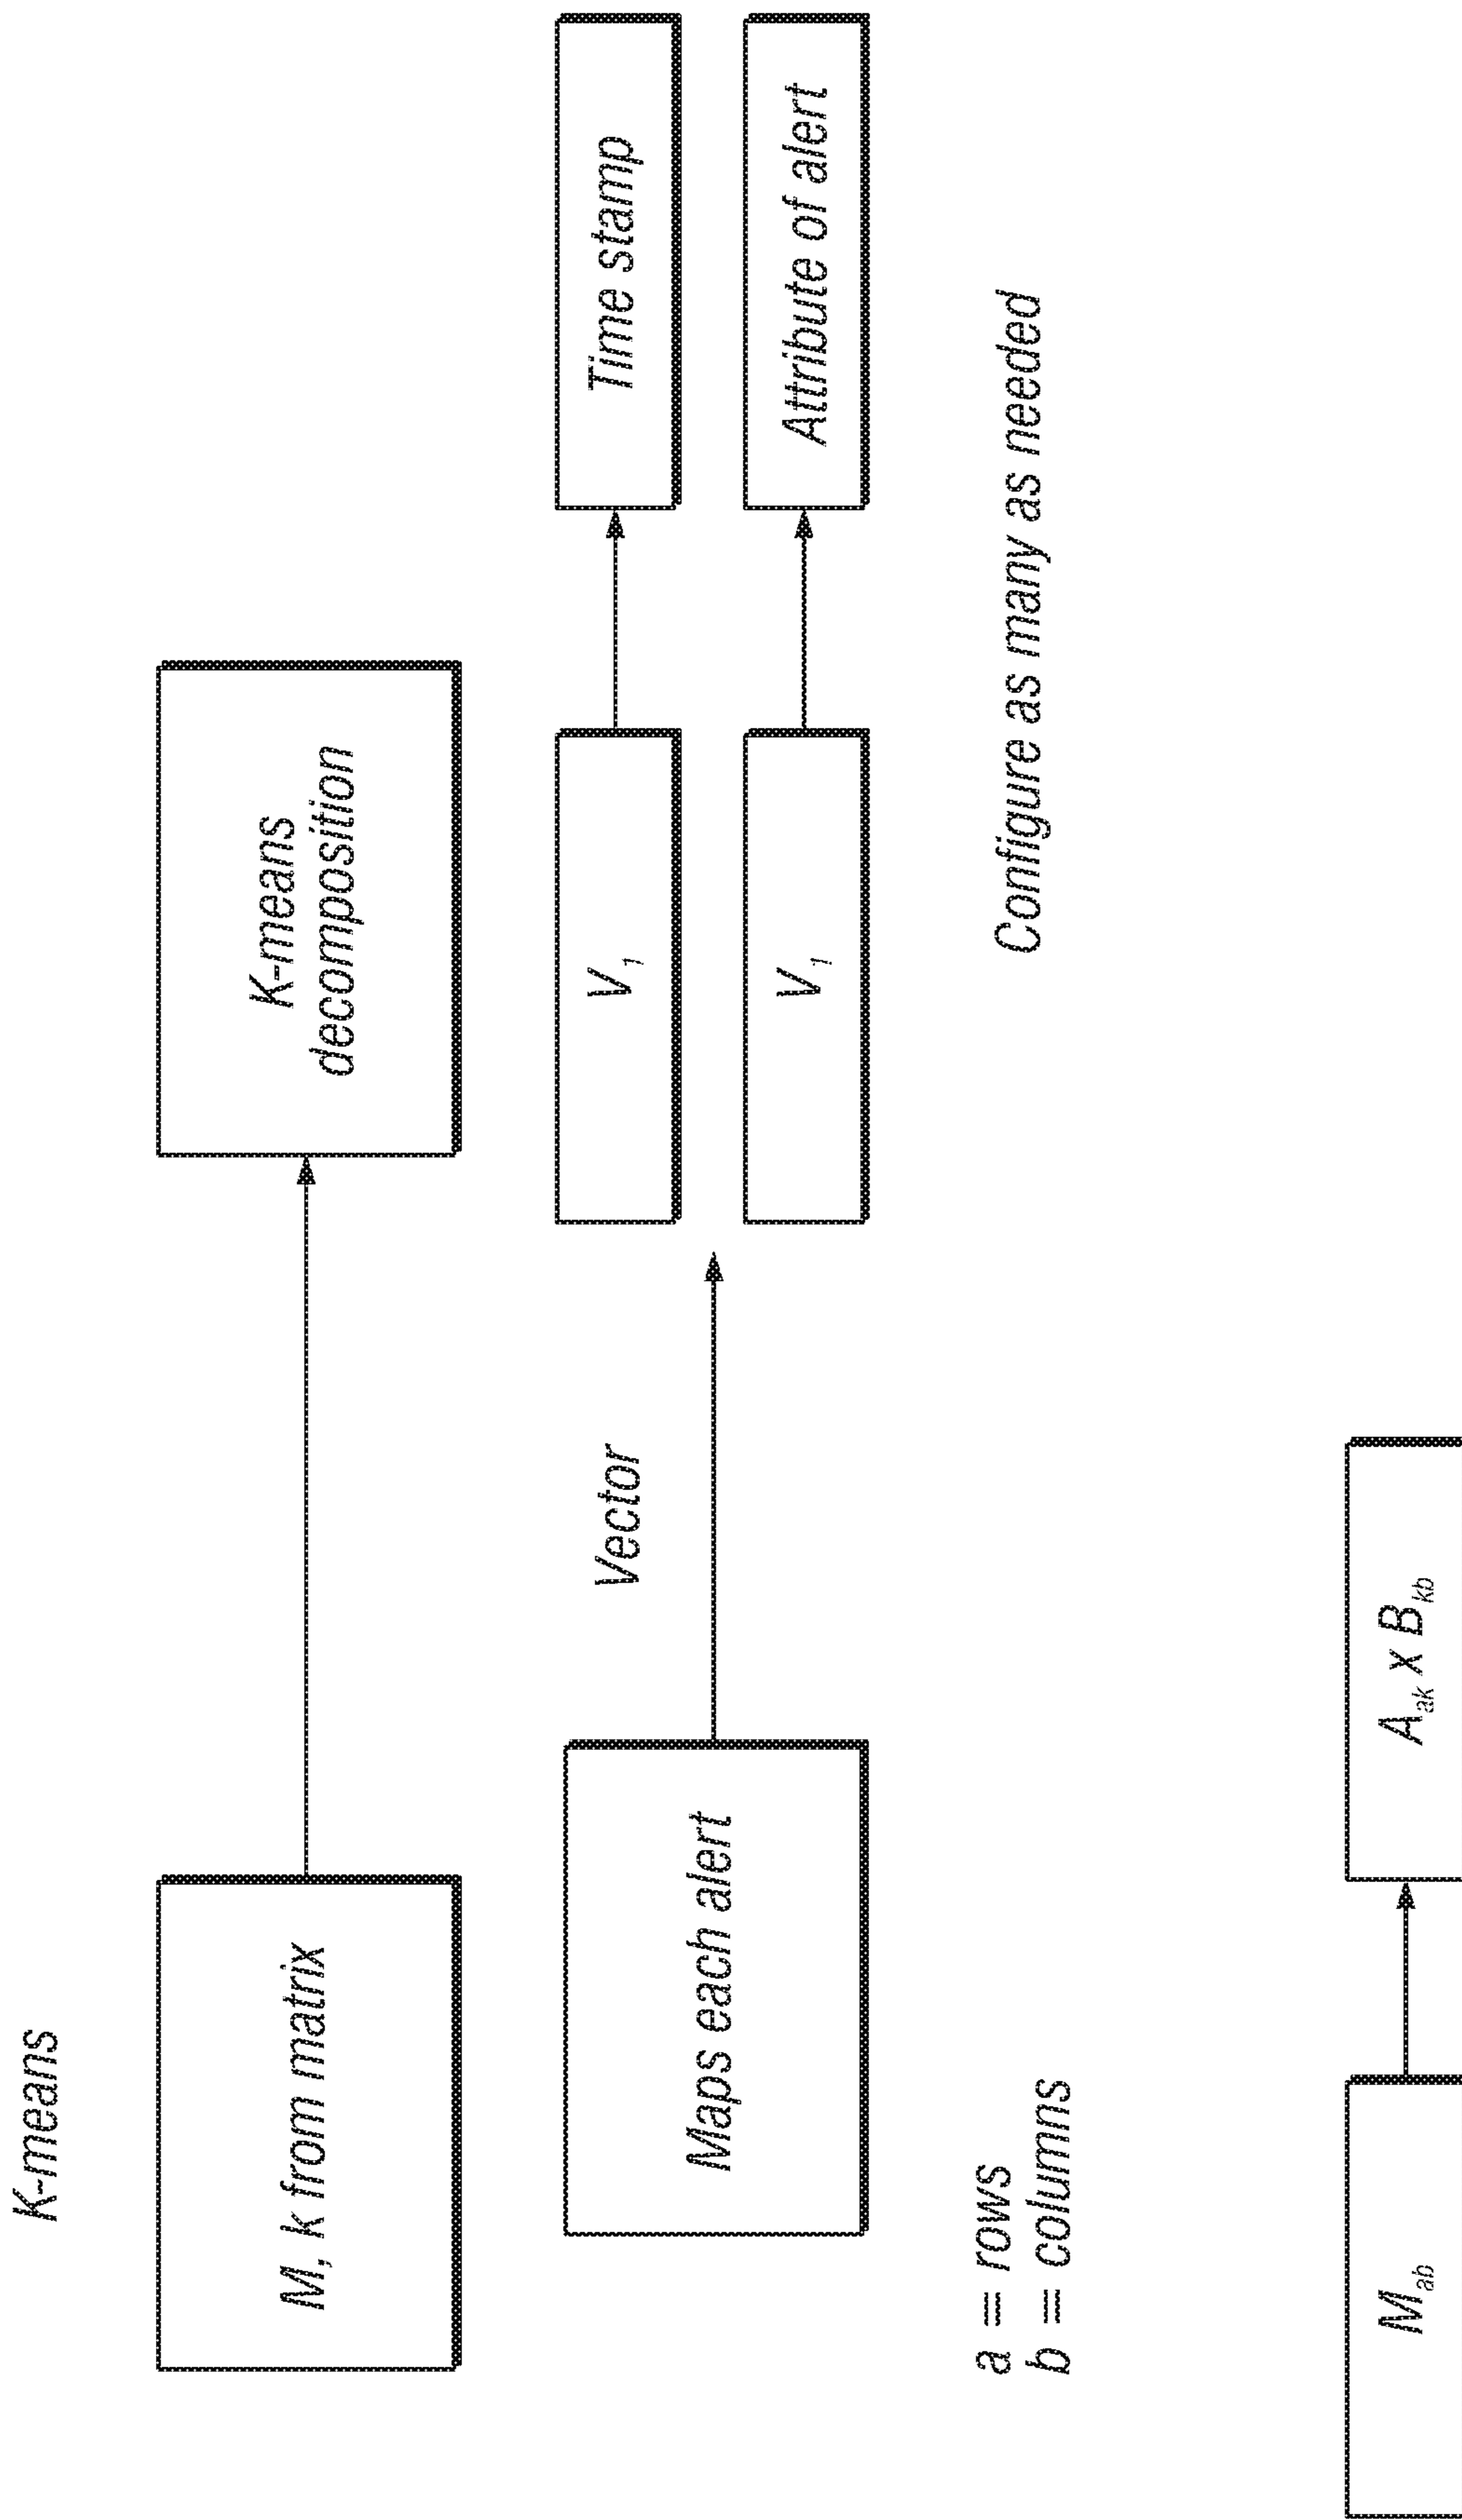 K-means
M, k from matrix
K-means
decomposition
Maps each alert
Vector
V1
Time stamp
V1
Attribute of alert
a = rows
b = columns
Configure as many as needed
Mab
Aak x Bkb